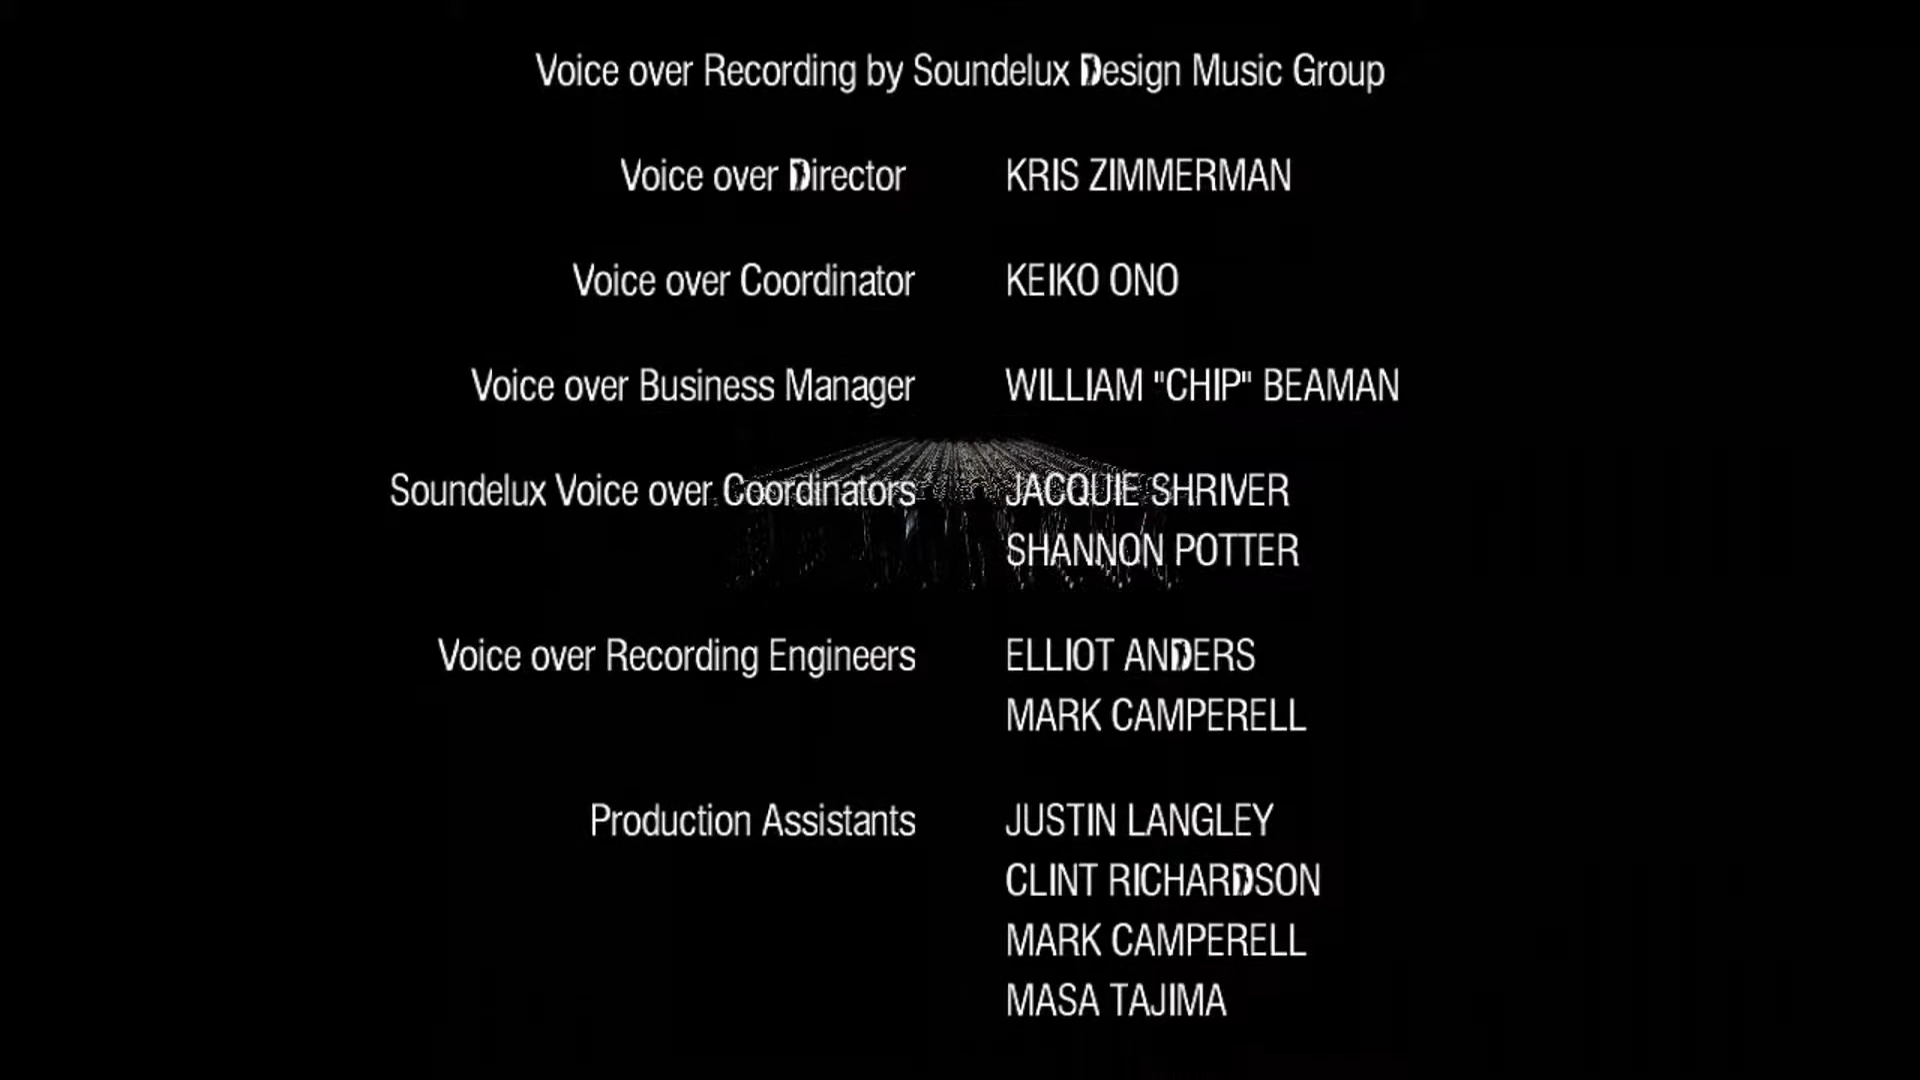 Voice over Recording by Soundelux Design Music Group
Voice over Director KRIS ZIMMERMAN
Voice over Coordinator KEIKO ONO
Voice over Business Manager WILLIAM "CHIP" BEAMAN
Soundelux Voice over Coordinators JACQUIE SHRIVER
SHANNON POTTER
Voice over Recording Engineers ELLIOT ANDERS
MARK CAMPERELL
Production Assistants JUSTIN LANGLEY
CLINT RICHARDSON
MARK CAMPERELL
MASA TAJIMA